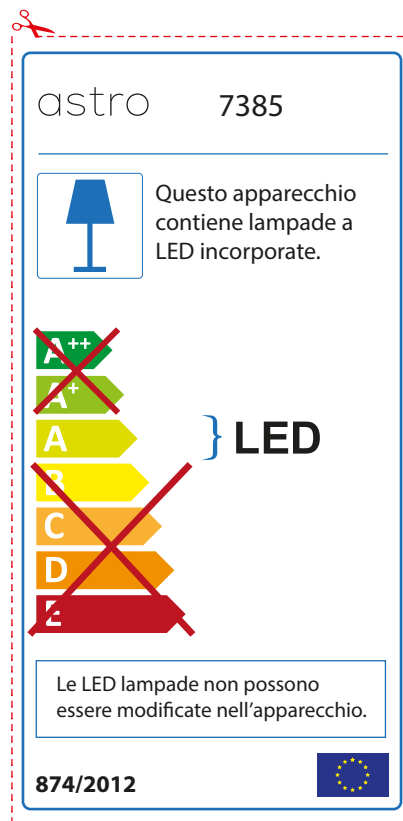 astro 7385
Questo apparecchio
contiene lampade a
LED incorporate.
A++
A+
A
B
C
D
E
LED
Le LED lampade non possono
essere modificate nell'apparecchio.
874/2012